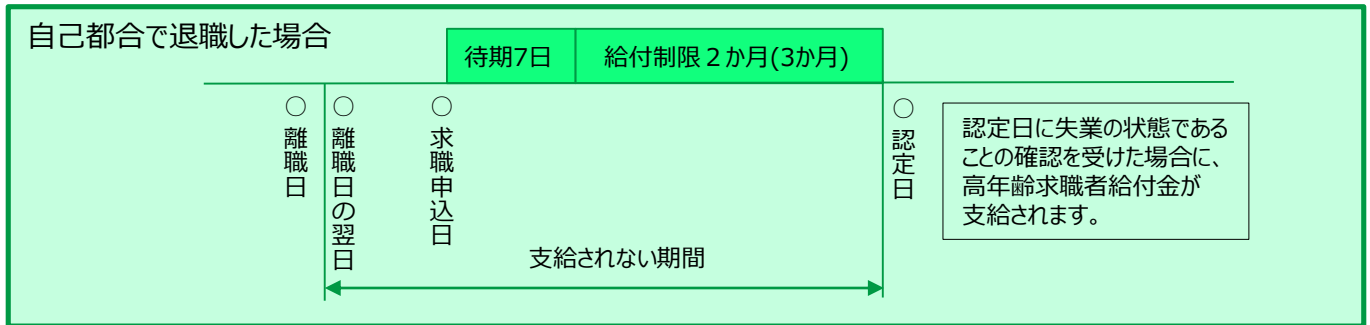 自己都合で退職した場合
待期7日
給付制限２か月(3か月)
○離職日
○離職日の翌日
○求職申込日
○認定日
認定日に失業の状態である
ことの確認を受けた場合に、
高年齢求職者給付金が
支給されます。
支給されない期間